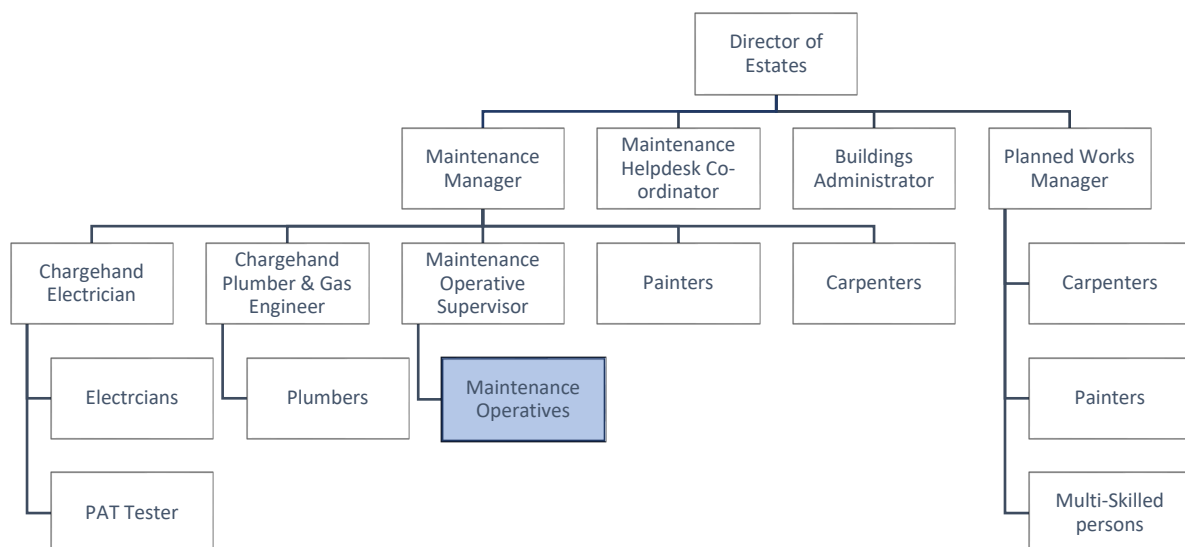 Director of
Estates
Maintenance
Manager
Maintenance
Helpdesk Co-
ordinator
Buildings
Administrator
Planned Works
Manager
Chargehand
Electrician
Chargehand
Plumber & Gas
Engineer
Maintenance
Operative
Supervisor
Painters
Carpenters
Carpenters
Electrcians
Plumbers
Maintenance
Operatives
Painters
PAT Tester
Multi-Skilled
persons